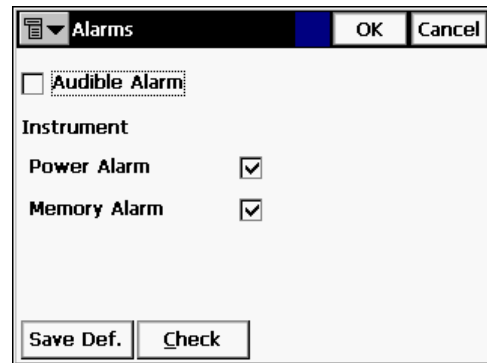 Alarms OK Cancel
Audible Alarm
Instrument
Power Alarm
Memory Alarm
Save Def. Check